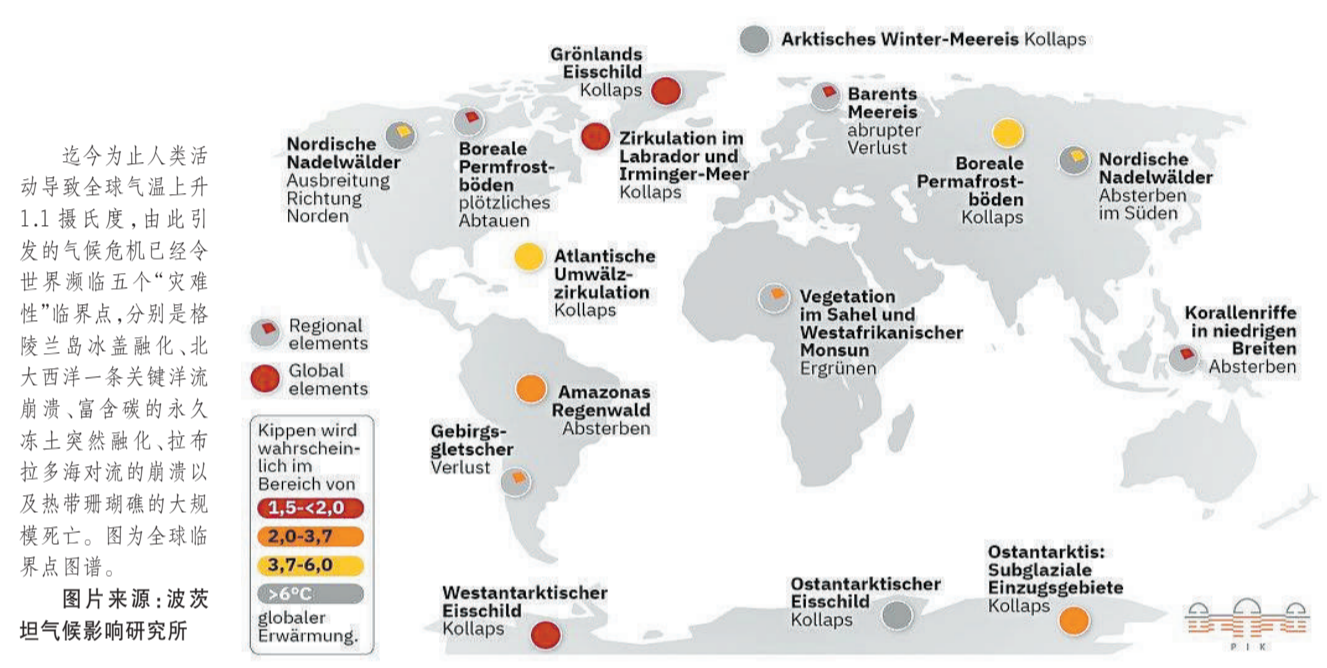 迄今为止人类活
动导致全球气温上升
1.1 摄氏度，由此引
发的气候危机已经令
世界濒临五个“灾难
性”临界点，分别是格
陵兰岛冰盖融化、北
大西洋一条关键洋流
崩溃、富含碳的永久
冻土突然融化、拉布
拉多海对流的崩溃以
及热带珊瑚礁的大规
模死亡。图为全球临
界点图谱。
图片来源：波茨
坦气候影响研究所
Arktisches Winter-Meereis Kollaps
Grönlands
Eisschild
Kollaps
Barents
Meereis
abrupter
Verlust
Nordische
Nadelwälder
Ausbreitung
Richtung
Norden
Boreale
Permfrost-
böden
plötzliches
Abtauen
Zirkulation im
Labrador und
Irminger-Meer
Kollaps
Boreale
Permafrost-
böden
Kollaps
Nordische
Nadelwälder
Absterben
im Süden
Atlantische
Umwälz-
zirkulation
Kollaps
Vegetation
im Sahel und
Westafrikanischer
Monsun
Ergrünen
Korallenriffe
in niedrigen
Breiten
Absterben
Regional
elements
Global
elements
Amazonas
Regenwald
Absterben
Gebirgs-
gletscher
Verlust
Kippen wird
wahrschein-
lich im
Bereich von
1,5-<2,0
2,0-3,7
3,7-6,0
>6°C
globaler
Erwärmung.
Westantarktischer
Eisschild
Kollaps
Ostantarktischer
Eisschild
Kollaps
Ostantarktis:
Subglaziale
Einzugsgebiete
Kollaps
PIK